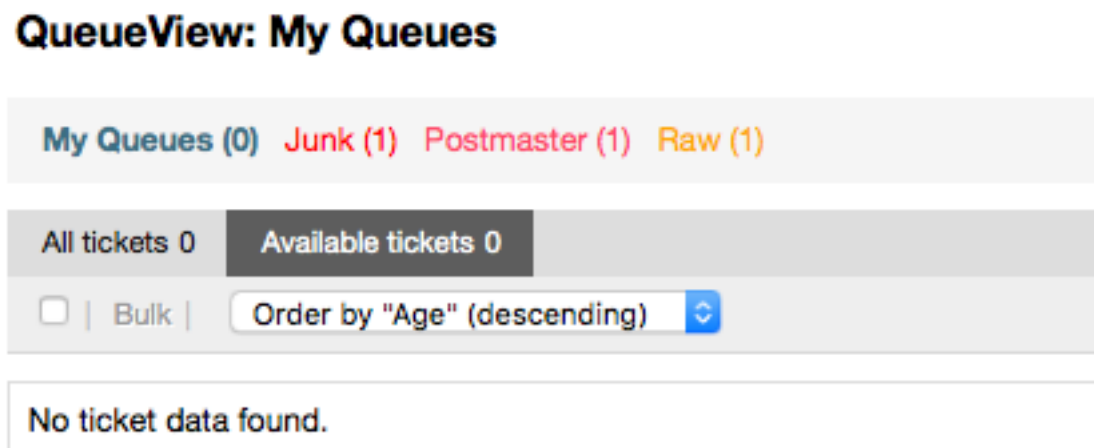 QueueView: My Queues
My Queues (0) Junk (1) Postmaster (1) Raw (1)
All tickets 0 Available tickets 0
| Bulk | Order by "Age" (descending)
No ticket data found.